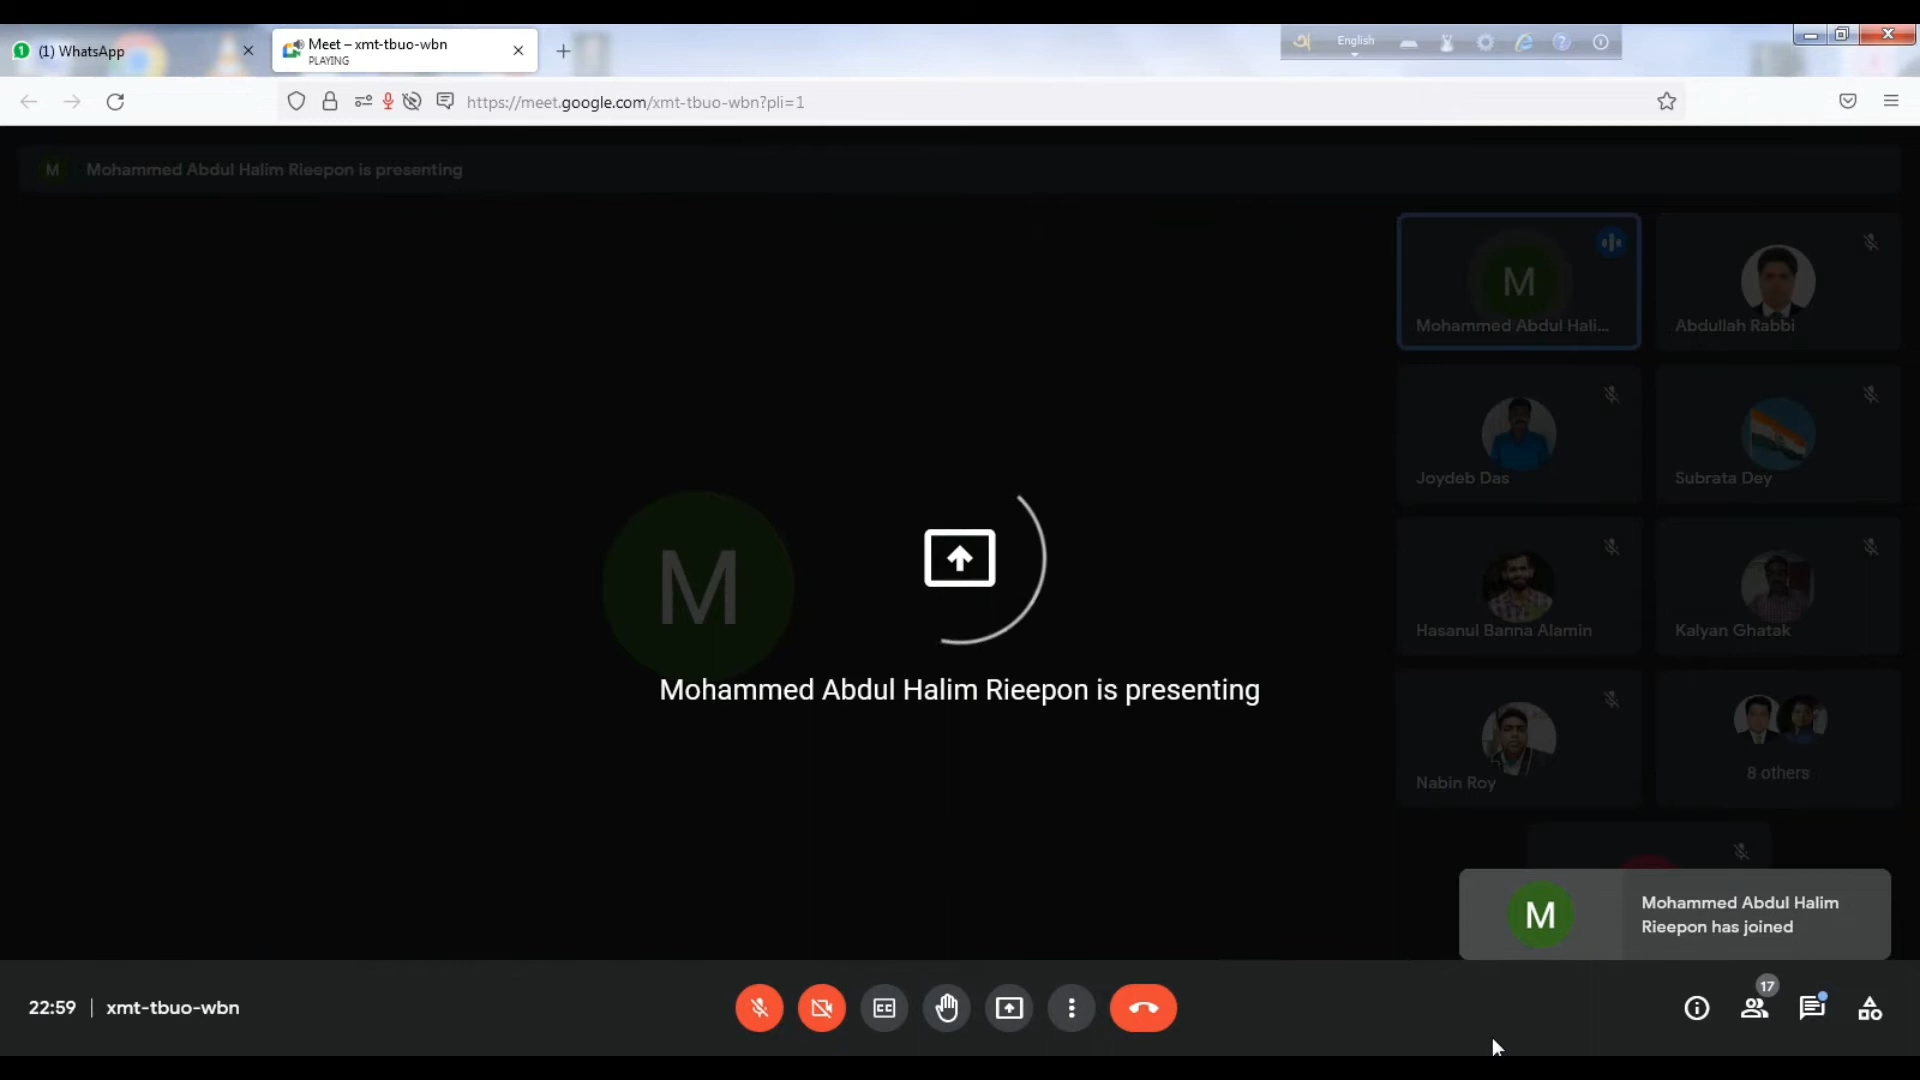 1 (1) WhatsApp
Meet – xmt-tbuo-wbn
PLAYING
English
https://meet.google.com/xmt-tbuo-wbn?pli=1
M Mohammed Abdul Halim Rieepon is presenting
M
Mohammed Abdul Hali...
Abdullah Rabbi
Joydeb Das
Subrata Dey
Hasanul Banna Alamin
Kalyan Ghatak
Nabin Roy
8 others
M
Mohammed Abdul Halim Rieepon is presenting
M
Mohammed Abdul Halim
Rieepon has joined
22:59 | xmt-tbuo-wbn
CC
17